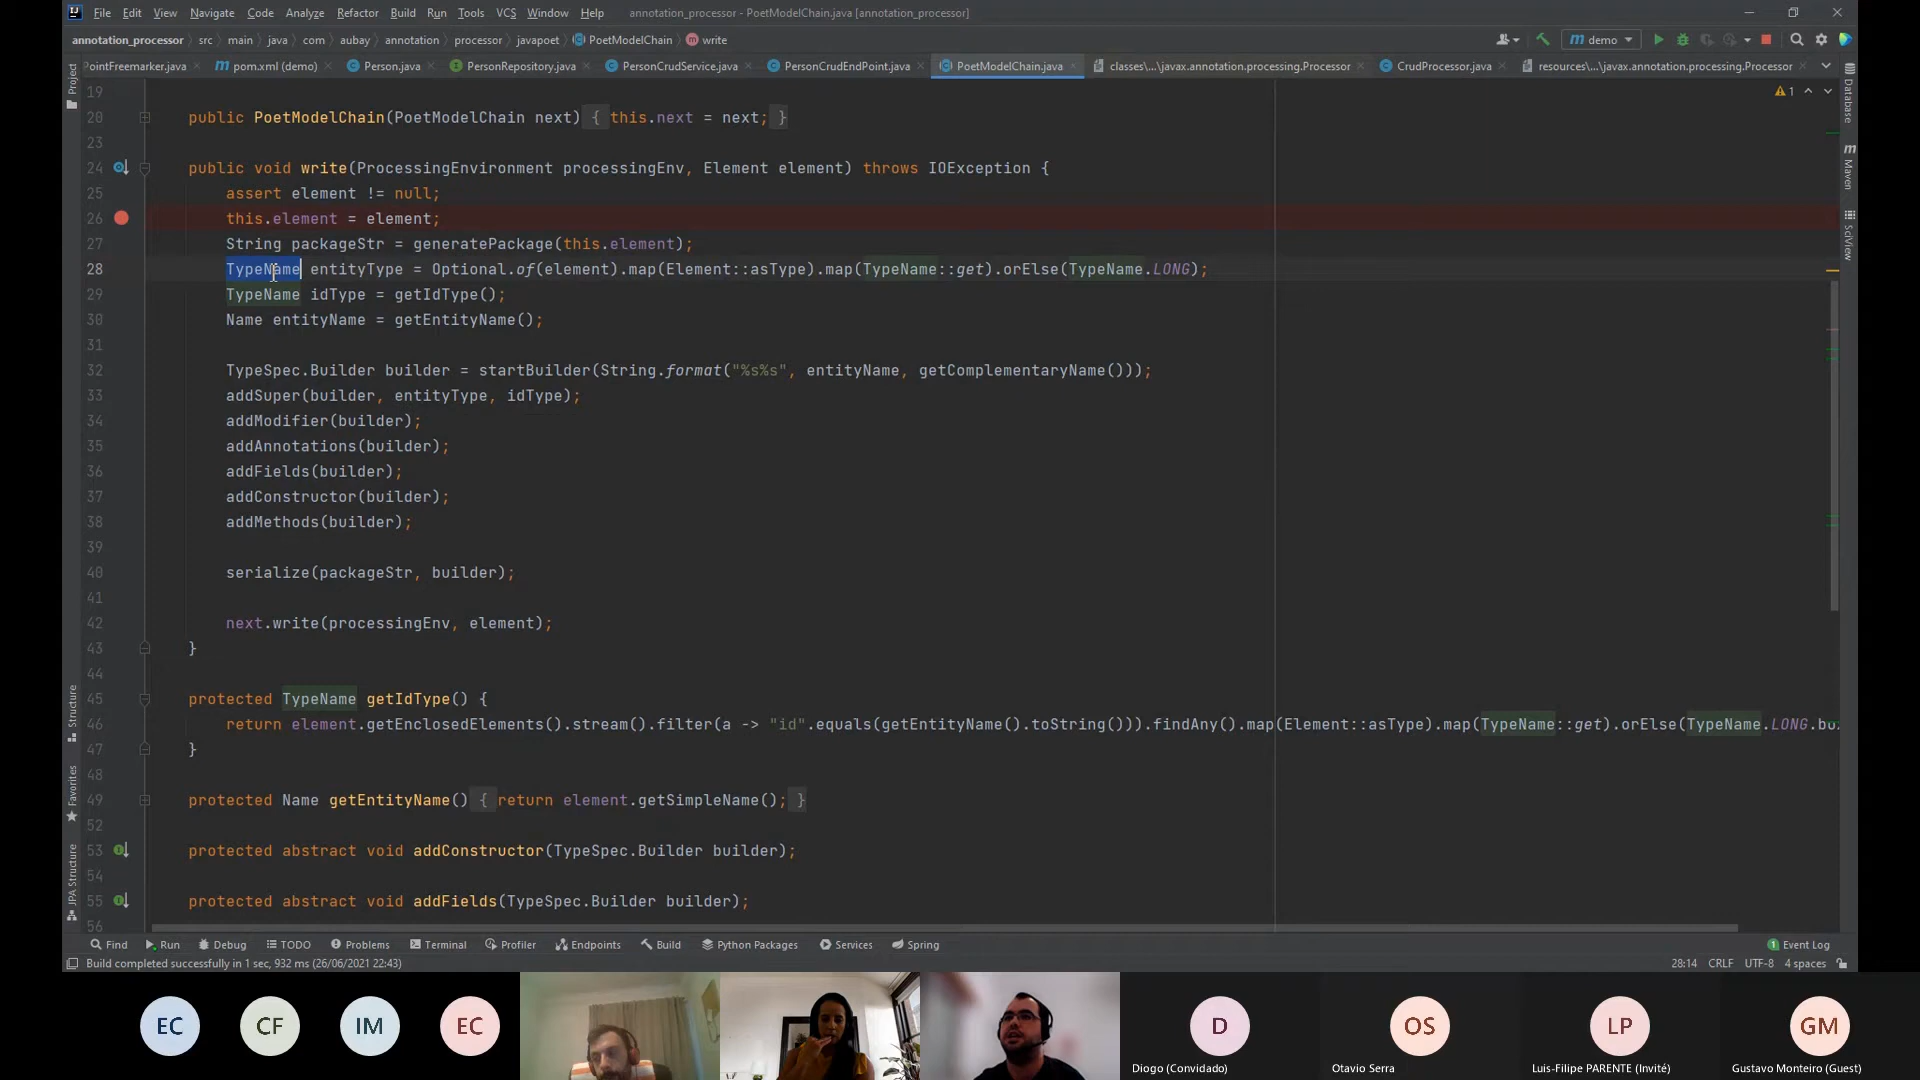 File Edit View Navigate Code Analyze Refactor Build Run Tools VCS Window Help annotation_processor - PoetModelChain.java [annotation_processor]
annotation_processor src main java com aubay annotation processor javapoet PoetModelChain write
demo
PointFreemarker.java pom.xml (demo) Person.java PersonRepository.java PersonCrudService.java PersonCrudEndPoint.java PoetModelChain.java classes\...\javax.annotation.processing.Processor CrudProcessor.java resources\...\javax.annotation.processing.Processor
Project
Structure
Favorites
JPA Structure
Database
Maven
SciView
1
19
20 public PoetModelChain(PoetModelChain next) { this.next = next; }
23
24 public void write(ProcessingEnvironment processingEnv, Element element) throws IOException {
25 assert element != null;
26 this.element = element;
27 String packageStr = generatePackage(this.element);
28 TypeName entityType = Optional.of(element).map(Element::asType).map(TypeName::get).orElse(TypeName.LONG);
29 TypeName idType = getIdType();
30 Name entityName = getEntityName();
31
32 TypeSpec.Builder builder = startBuilder(String.format("%s%s", entityName, getComplementaryName()));
33 addSuper(builder, entityType, idType);
34 addModifier(builder);
35 addAnnotations(builder);
36 addFields(builder);
37 addConstructor(builder);
38 addMethods(builder);
39
40 serialize(packageStr, builder);
41
42 next.write(processingEnv, element);
43 }
44
45 protected TypeName getIdType() {
46 return element.getEnclosedElements().stream().filter(a -> "id".equals(getEntityName().toString())).findAny().map(Element::asType).map(TypeName::get).orElse(TypeName.LONG.bo
47 }
48
49 protected Name getEntityName() { return element.getSimpleName(); }
52
53 protected abstract void addConstructor(TypeSpec.Builder builder);
54
55 protected abstract void addFields(TypeSpec.Builder builder);
56
Find Run Debug TODO Problems Terminal Profiler Endpoints Build Python Packages Services Spring 1 Event Log
Build completed successfully in 1 sec, 932 ms (26/06/2021 22:43) 28:14 CRLF UTF-8 4 spaces
EC CF IM EC D OS LP GM
Diogo (Convidado) Otavio Serra Luis-Filipe PARENTE (Invité) Gustavo Monteiro (Guest)